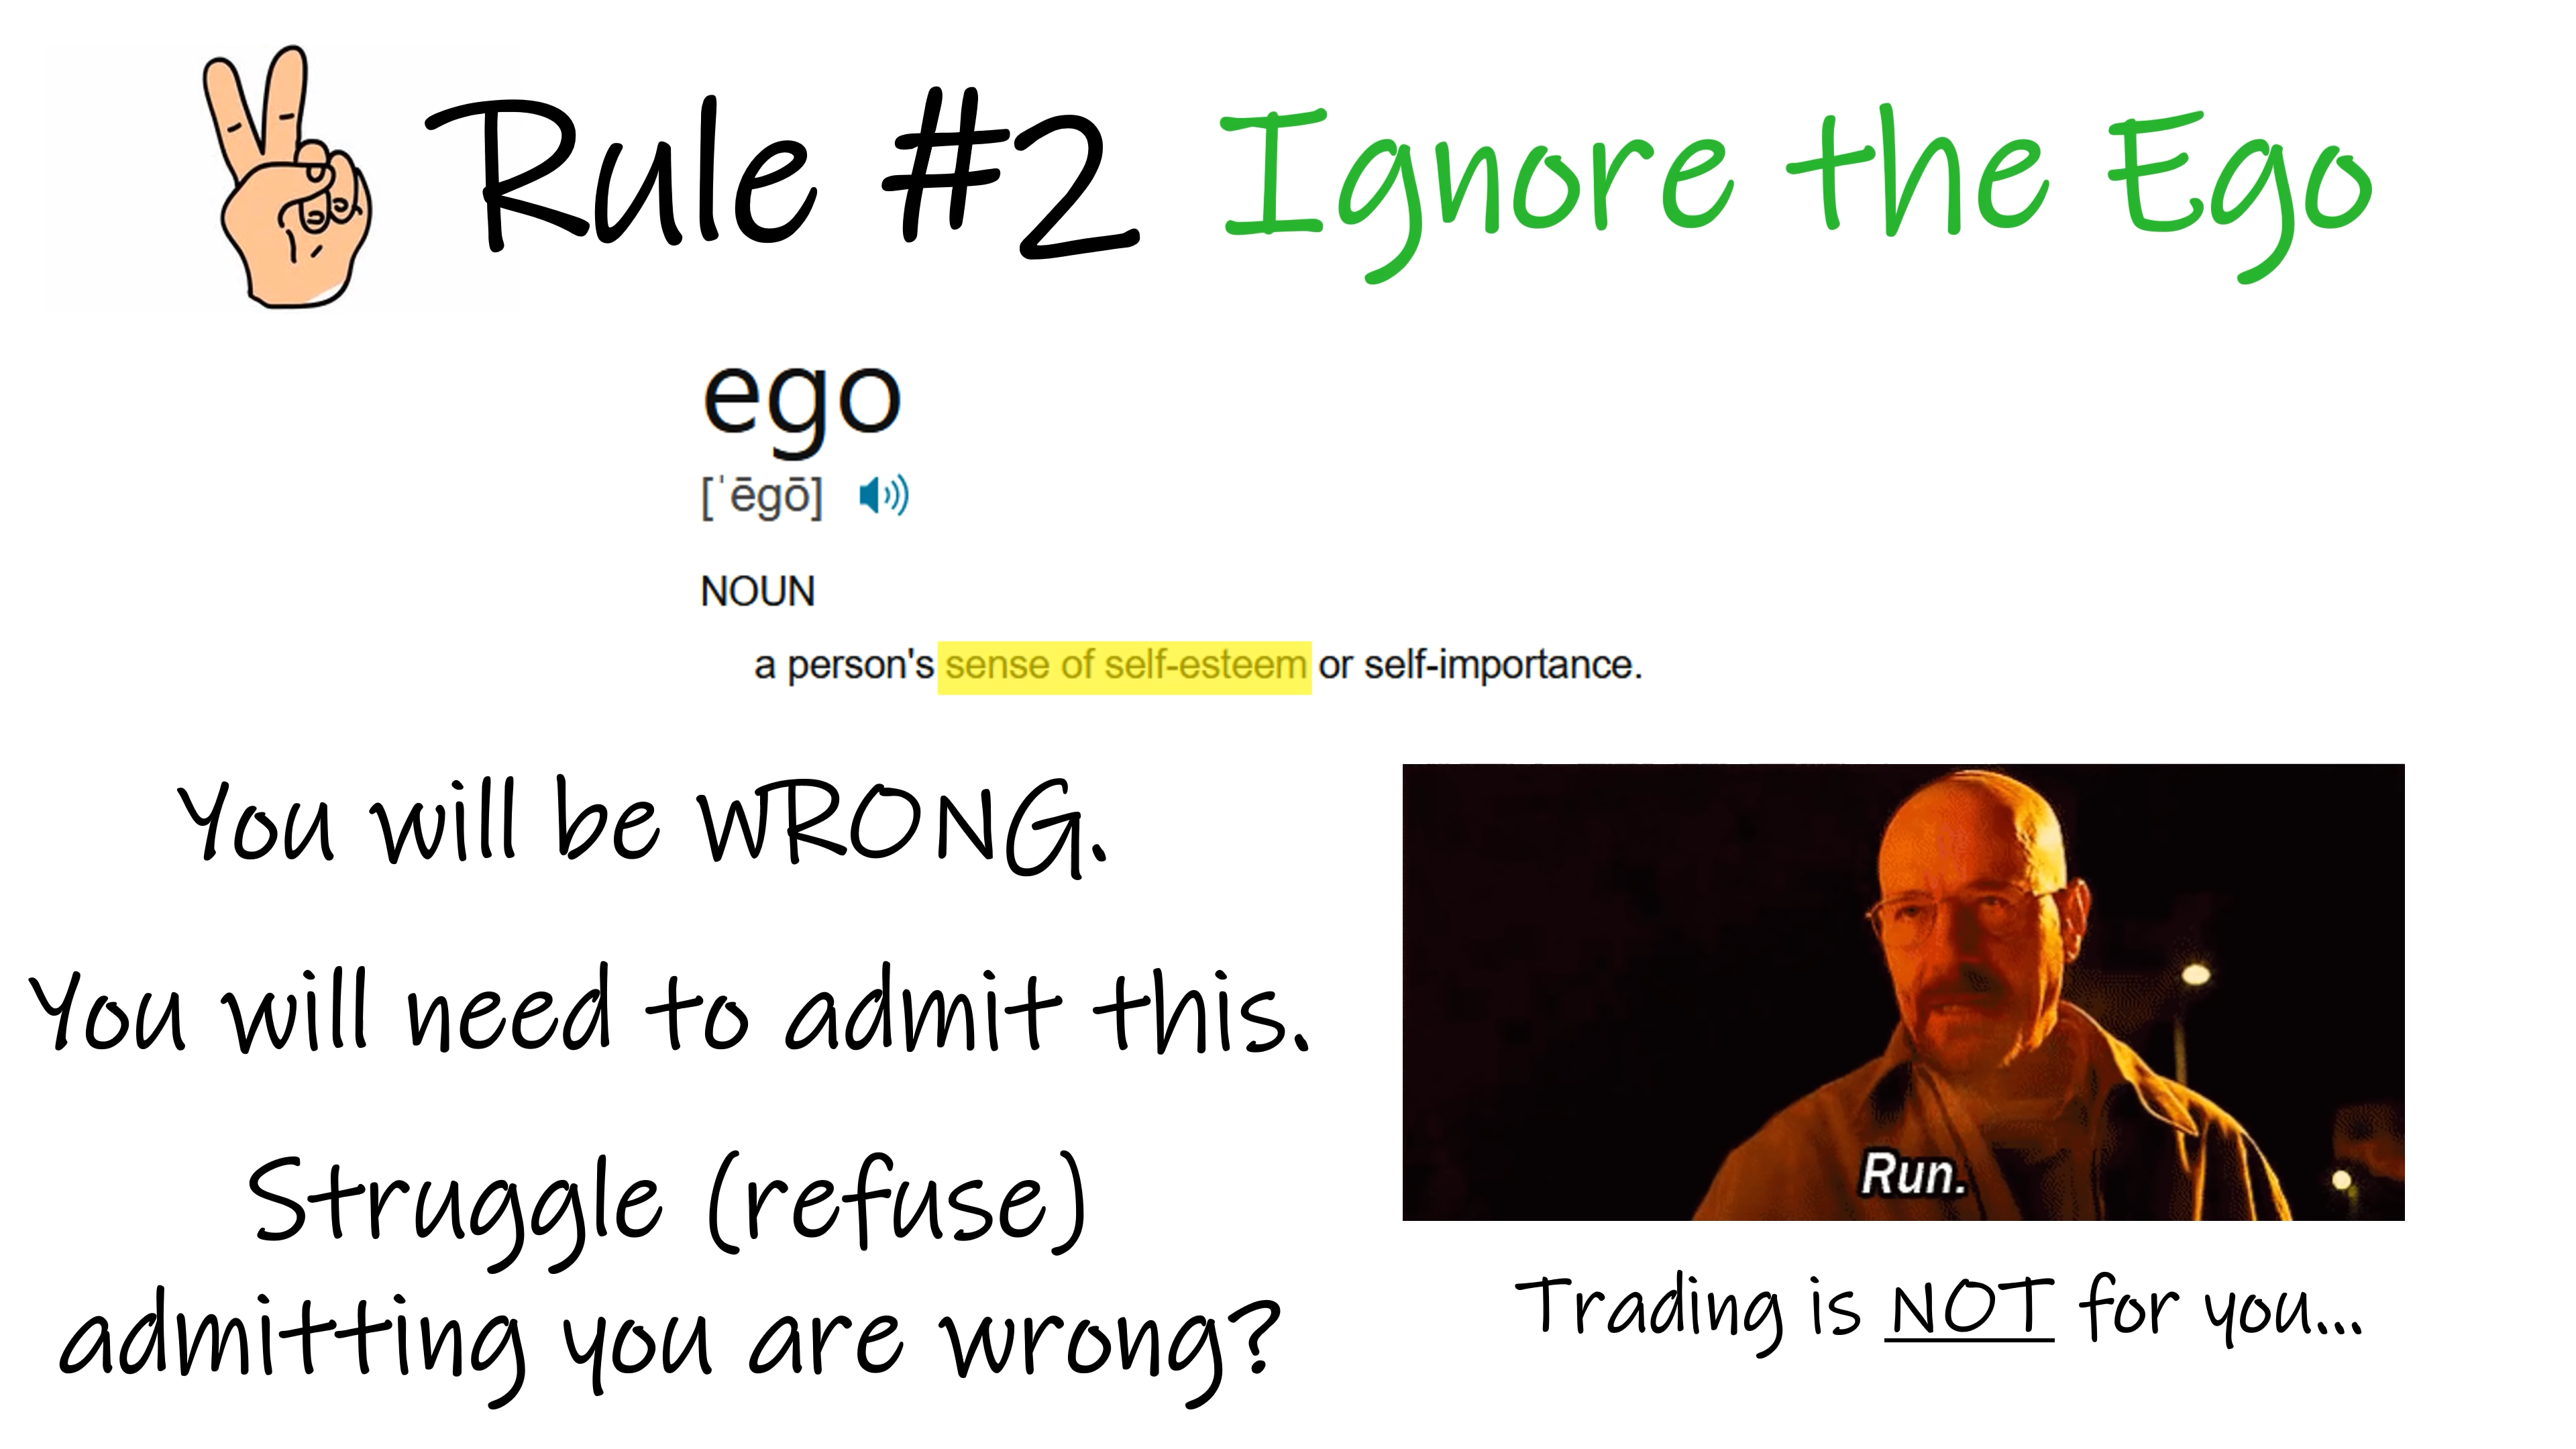 Rule #2 Ignore the Ego
ego
[ˈēgō]
NOUN
a person's sense of self-esteem or self-importance.
You will be WRONG.
You will need to admit this.
Struggle (refuse)
admitting you are wrong?
Run.
Trading is NOT for you...